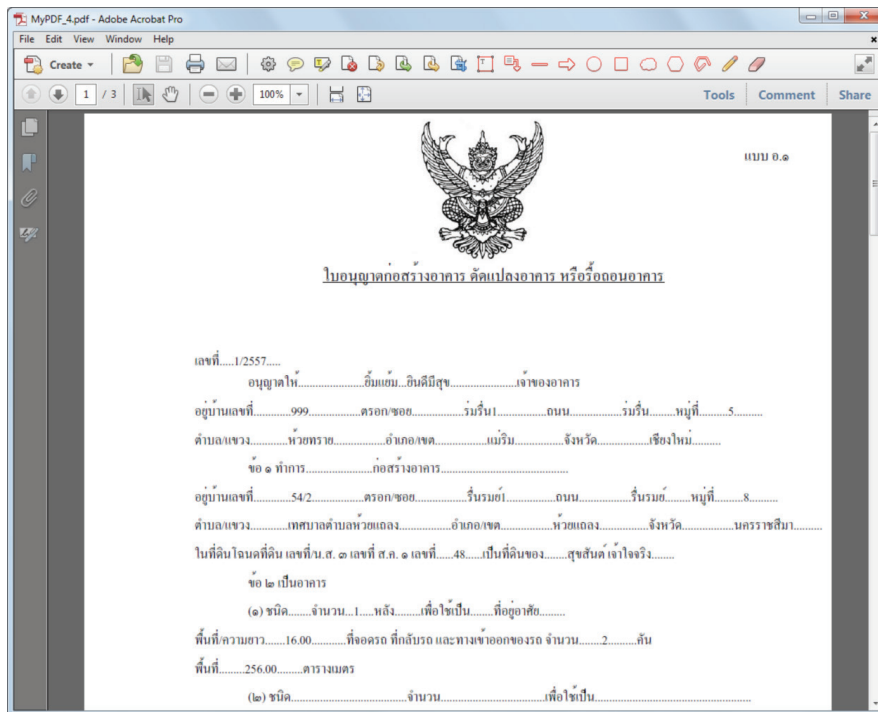 MyPDF_4.pdf - Adobe Acrobat Pro
File Edit View Window Help
Create
1 / 3 100% Tools Comment Share
แบบ อ.๑
ใบอนุญาตก่อสร้างอาคาร ดัดแปลงอาคาร หรือรื้อถอนอาคาร
เลขที่.....1/2557.....
อนุญาตให้......................ยิ้มแย้ม...ยินดีมีสุข......................เจ้าของอาคาร
อยู่บ้านเลขที่............999................ตรอก/ซอย................ร่มรื่น1...............ถนน.................ร่มรื่น.........หมู่ที่.........5.........
ตำบล/แขวง............ห้วยทราย...............อำเภอ/เขต...............แม่ริม................จังหวัด................เชียงใหม่.........
ข้อ ๑ ทำการ......................ก่อสร้างอาคาร..........................................
อยู่บ้านเลขที่............54/2................ตรอก/ซอย................รื่นรมย์1...............ถนน................รื่นรมย์........หมู่ที่.........8.........
ตำบล/แขวง............เทศบาลตำบลห้วยแถลง................อำเภอ/เขต................ห้วยแถลง................จังหวัด.................นครราชสีมา.........
ในที่ดินโฉนดที่ดิน เลขที่/น.ส. ๓ เลขที่ ส.ค. ๑ เลขที่.....48......เป็นที่ดินของ........สุขสันต์ เจ้าใจจริง........
ข้อ ๒ เป็นอาคาร
(๑) ชนิด........จำนวน...1.....หลัง.........เพื่อใช้เป็น........ที่อยู่อาศัย.........
พื้นที่/ความยาว.......16.00............ที่จอดรถ ที่กลับรถ และทางเข้าออกของรถ จำนวน........2..........คัน
พื้นที่.........256.00........ตารางเมตร
(๒) ชนิด......................................จำนวน..................................เพื่อใช้เป็น....................................................